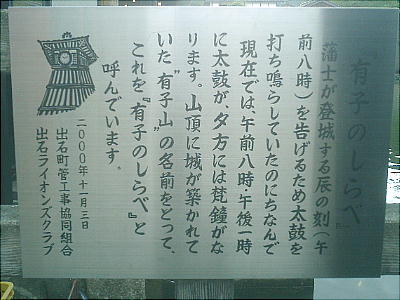 『有子のしらべ』
藩士が登城する辰の刻(午
前八時)を告げるため太鼓を
打ち鳴らしていたのにちなんで
現在では、午前八時・午後一時
に太鼓が、夕方には梵鐘がな
ります。山頂に城が築かれて
いた"有子山"の名前をとって、
これを『有子のしらべ』と
呼んでいます。
二〇〇〇年十一月三日
出石町管工事協同組合
出石ライオンズクラブ